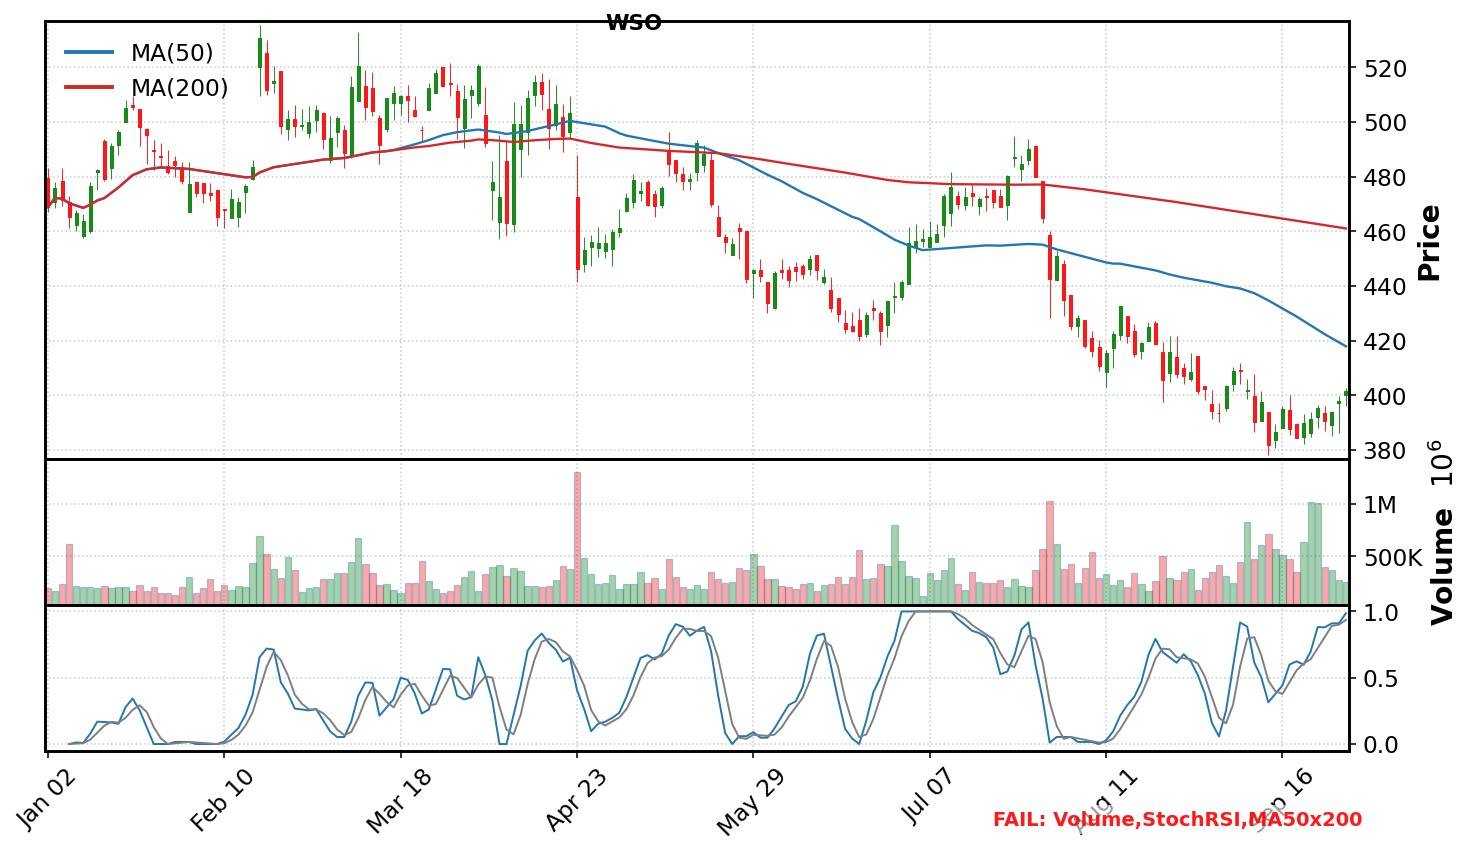 WSO
MA(50)
MA(200)
520
500
480
460
440
420
400
380
Price
1M
500K
Volume 10⁶
1.0
0.5
0.0
Jan 02
Feb 10
Mar 18
Apr 23
May 29
Jul 07
Aug 11
Sep 16
FAIL: Volume,StochRSI,MA50x200